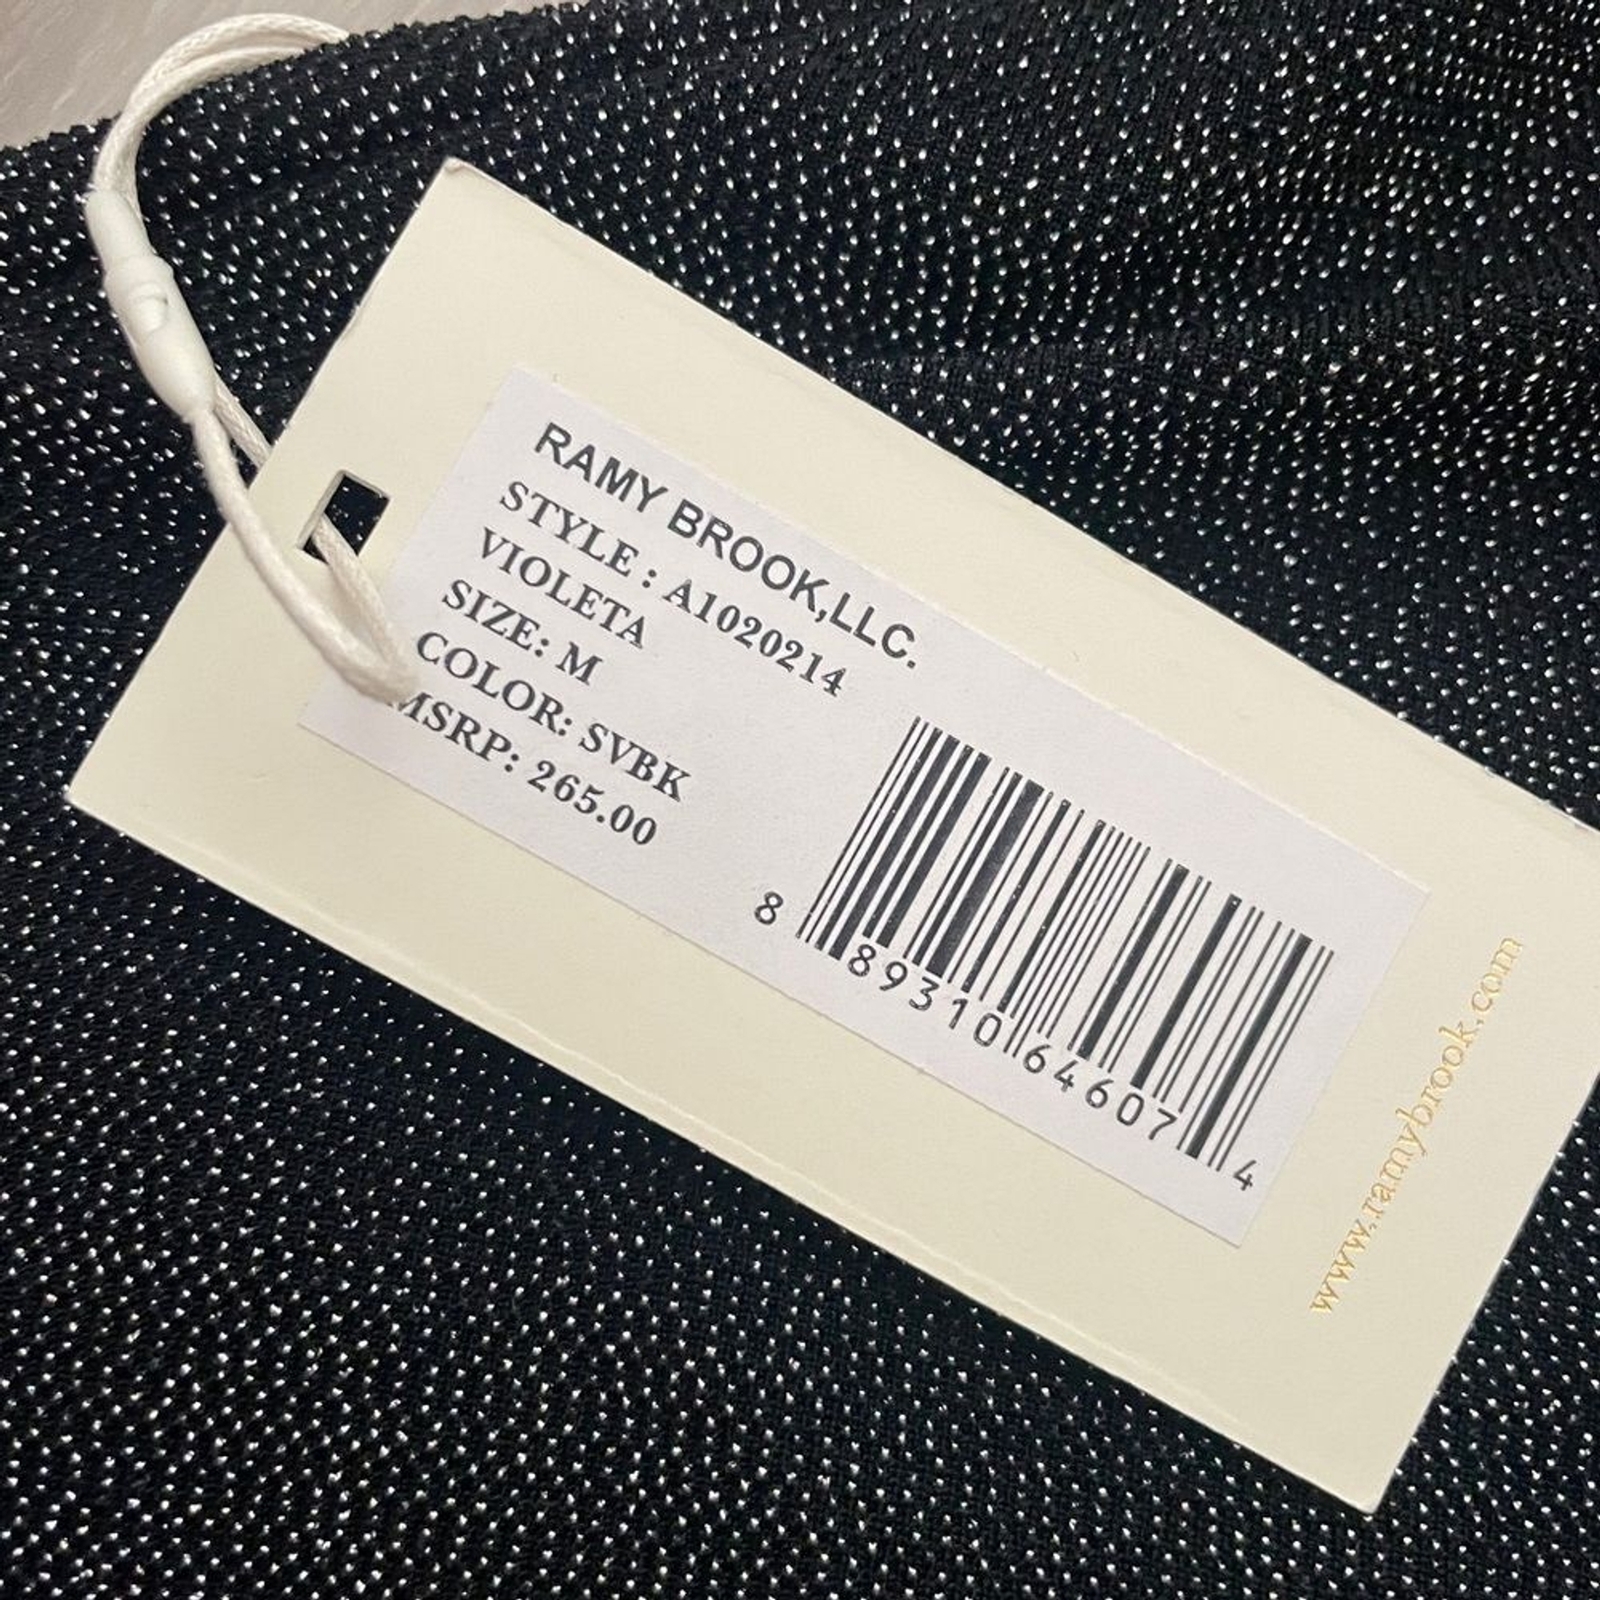 RAMY BROOK,LLC.
STYLE : A1020214
VIOLETA
SIZE: M
COLOR: SVBK
MSRP: 265.00
8 89310 64607 4
www.ramybrook.com